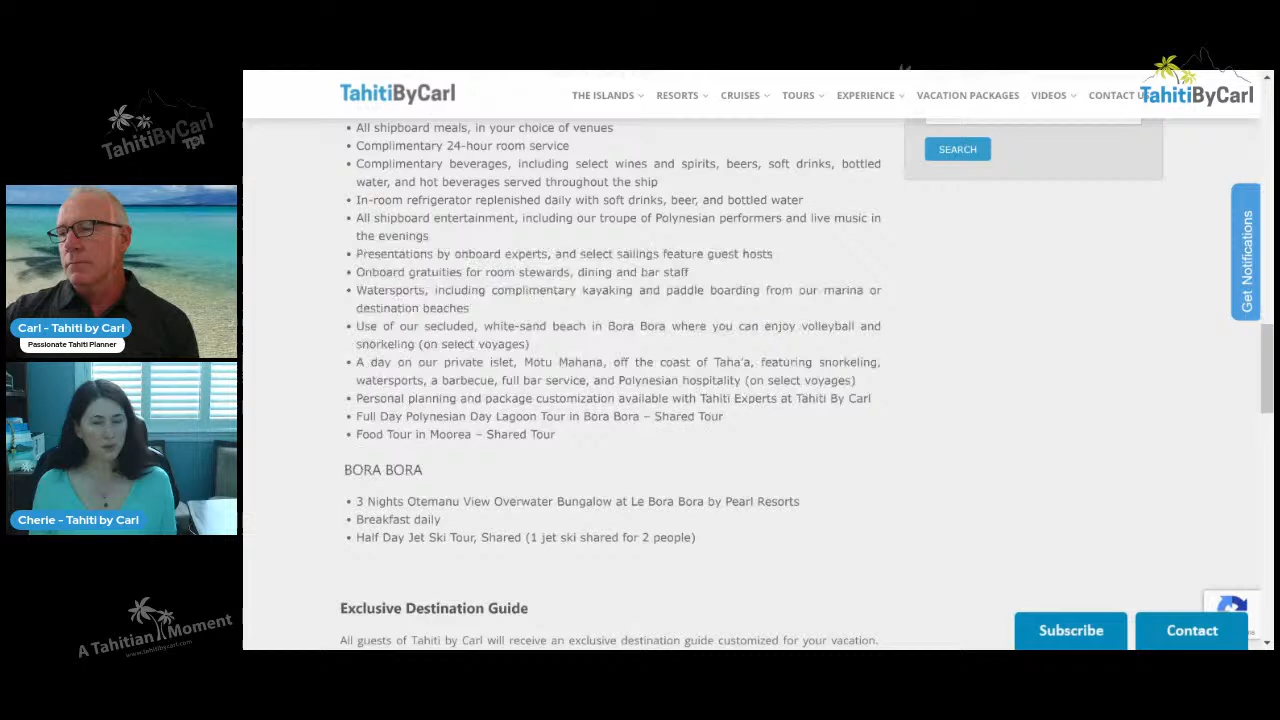 TahitiByCarl
TDI
Carl - Tahiti by Carl
Passionate Tahiti Planner
Cherie - Tahiti by Carl
A Tahitian Moment
www.tahitibycarl.com
TahitiByCarl
THE ISLANDS RESORTS CRUISES TOURS EXPERIENCE VACATION PACKAGES VIDEOS CONTACT US
TahitiByCarl
• All shipboard meals, in your choice of venues
• Complimentary 24-hour room service
• Complimentary beverages, including select wines and spirits, beers, soft drinks, bottled
water, and hot beverages served throughout the ship
• In-room refrigerator replenished daily with soft drinks, beer, and bottled water
• All shipboard entertainment, including our troupe of Polynesian performers and live music in
the evenings
• Presentations by onboard experts, and select sailings feature guest hosts
• Onboard gratuities for room stewards, dining and bar staff
• Watersports, including complimentary kayaking and paddle boarding from our marina or
destination beaches
• Use of our secluded, white-sand beach in Bora Bora where you can enjoy volleyball and
snorkeling (on select voyages)
• A day on our private islet, Motu Mahana, off the coast of Taha'a, featuring snorkeling,
watersports, a barbecue, full bar service, and Polynesian hospitality (on select voyages)
• Personal planning and package customization available with Tahiti Experts at Tahiti By Carl
• Full Day Polynesian Day Lagoon Tour in Bora Bora – Shared Tour
• Food Tour in Moorea – Shared Tour
BORA BORA
• 3 Nights Otemanu View Overwater Bungalow at Le Bora Bora by Pearl Resorts
• Breakfast daily
• Half Day Jet Ski Tour, Shared (1 jet ski shared for 2 people)
Exclusive Destination Guide
All guests of Tahiti by Carl will receive an exclusive destination guide customized for your vacation.
SEARCH
Get Notifications
Subscribe
Contact